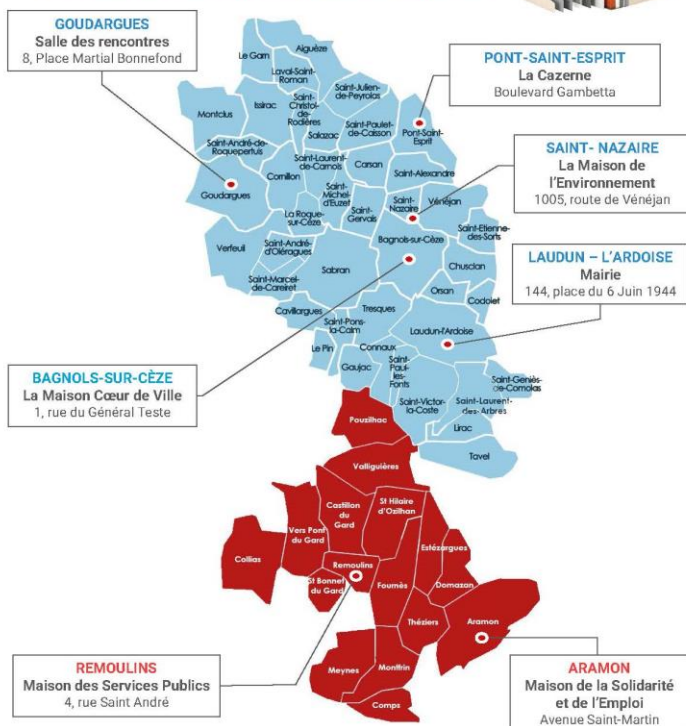 GOUDARGUES
Salle des rencontres
8, Place Martial Bonnefond
PONT-SAINT-ESPRIT
La Cazerne
Boulevard Gambetta
SAINT- NAZAIRE
La Maison de
l'Environnement
1005, route de Vénéjan
LAUDUN – L'ARDOISE
Mairie
144, place du 6 Juin 1944
BAGNOLS-SUR-CÈZE
La Maison Cœur de Ville
1, rue du Général Teste
Le Garn
Aiguèze
Laval-Saint-
Roman
Saint-Julien-
de-Peyrolas
Montclus
Issirac
Saint-
Christol-
de-
Rodières
Salazac
Saint-Paulet-
de-Caisson
Pont-Saint-
Esprit
Saint-André-de-
Roquepertuis
Cornillon
Saint-Laurent-
de-Carnols
Carsan
Saint-Alexandre
Goudargues
Saint-
Michel-
d'Euzet
Saint-
Gervais
Saint-
Nazaire
Vénéjan
La Roque-
sur-Cèze
Bagnols-sur-Cèze
Saint-Etienne-
des-Sorts
Verfeuil
Saint-André-
d'Olérargues
Sabran
Chusclan
Saint-Marcel-
de-Careiret
Orsan
Codolet
Cavillargues
Tresques
Saint-Pons-
la-Calm
Laudun-l'Ardoise
Le Pin
Connaux
Gaujac
Saint-
Paul-
les-
Fonts
Saint-Geniès-
de-Comolas
Saint-Victor-
la-Coste
Saint-Laurent-
des-Arbres
Lirac
Tavel
Pouzilhac
Valliguières
Castillon
du
Gard
St Hilaire
d'Ozilhan
Vers Pont
du Gard
Collias
Estézargues
Remoulins
St Bonnet
du Gard
Fournès
Domazan
Théziers
Aramon
Meynes
Montfrin
Comps
REMOULINS
Maison des Services Publics
4, rue Saint André
ARAMON
Maison de la Solidarité
et de l'Emploi
Avenue Saint-Martin